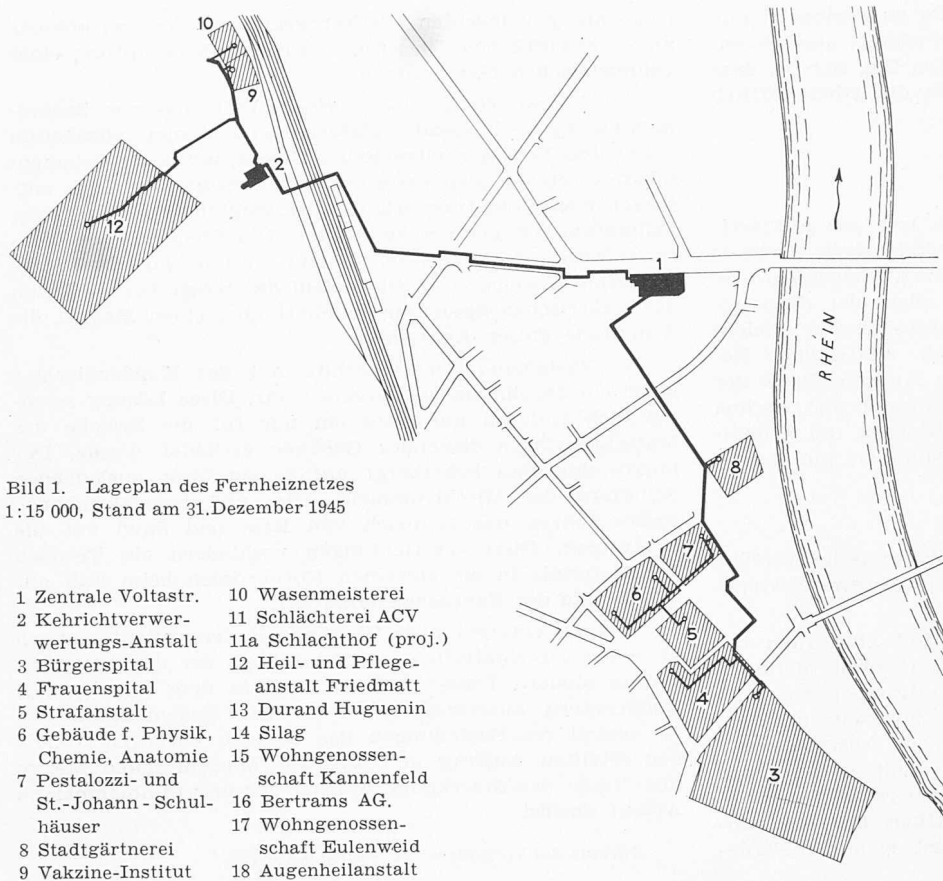 10
9
2
12
1
RHEIN
8
7
6
5
4
3
Bild 1. Lageplan des Fernheiznetzes
1:15 000, Stand am 31. Dezember 1945
1 Zentrale Voltastr.
2 Kehrichtverwer-
wertungs-Anstalt
3 Bürgerspital
4 Frauenspital
5 Strafanstalt
6 Gebäude f. Physik,
Chemie, Anatomie
7 Pestalozzi- und
St.-Johann-Schul-
häuser
8 Stadtgärtnerei
9 Vakzine-Institut
10 Wasenmeisterei
11 Schlächterei ACV
11a Schlachthof (proj.)
12 Heil- und Pflege-
anstalt Friedmatt
13 Durand Huguenin
14 Silag
15 Wohngenossen-
schaft Kannenfeld
16 Bertrams AG.
17 Wohngenossen-
schaft Eulenweid
18 Augenheilanstalt